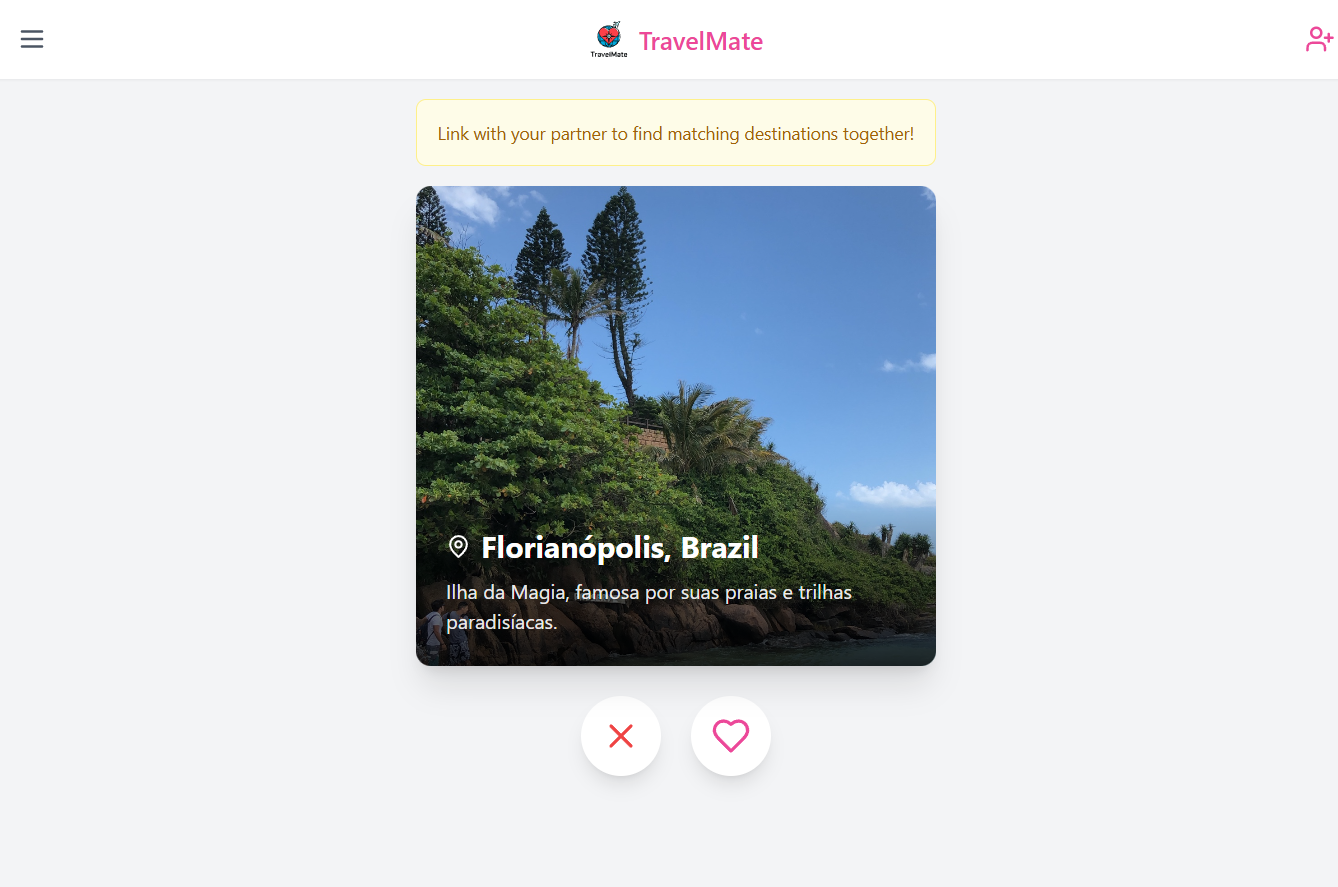 TravelMate
TravelMate
Link with your partner to find matching destinations together!
Florianópolis, Brazil
Ilha da Magia, famosa por suas praias e trilhas
paradisíacas.